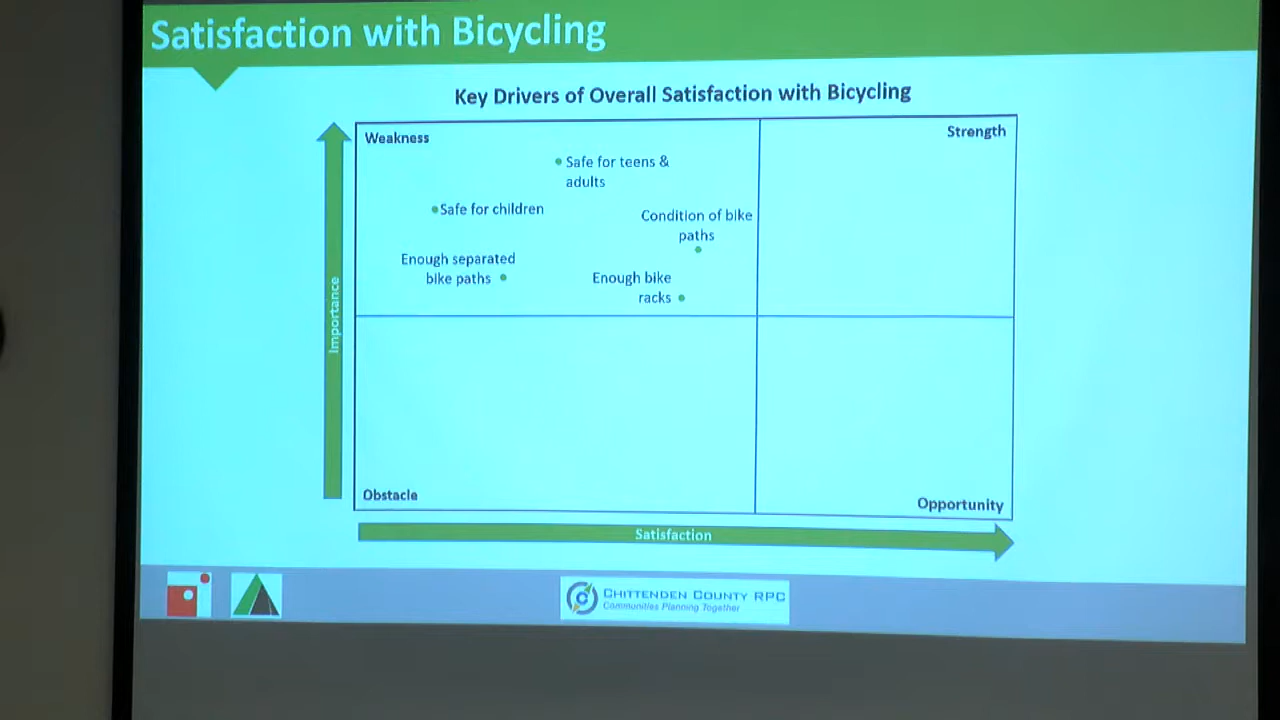 Satisfaction with Bicycling
Key Drivers of Overall Satisfaction with Bicycling
Weakness
Strength
Safe for teens &
adults
Safe for children
Condition of bike
paths
Enough separated
bike paths
Enough bike
racks
Importance
Obstacle
Opportunity
Satisfaction
CHITTENDEN COUNTY RPC
Communities Planning Together